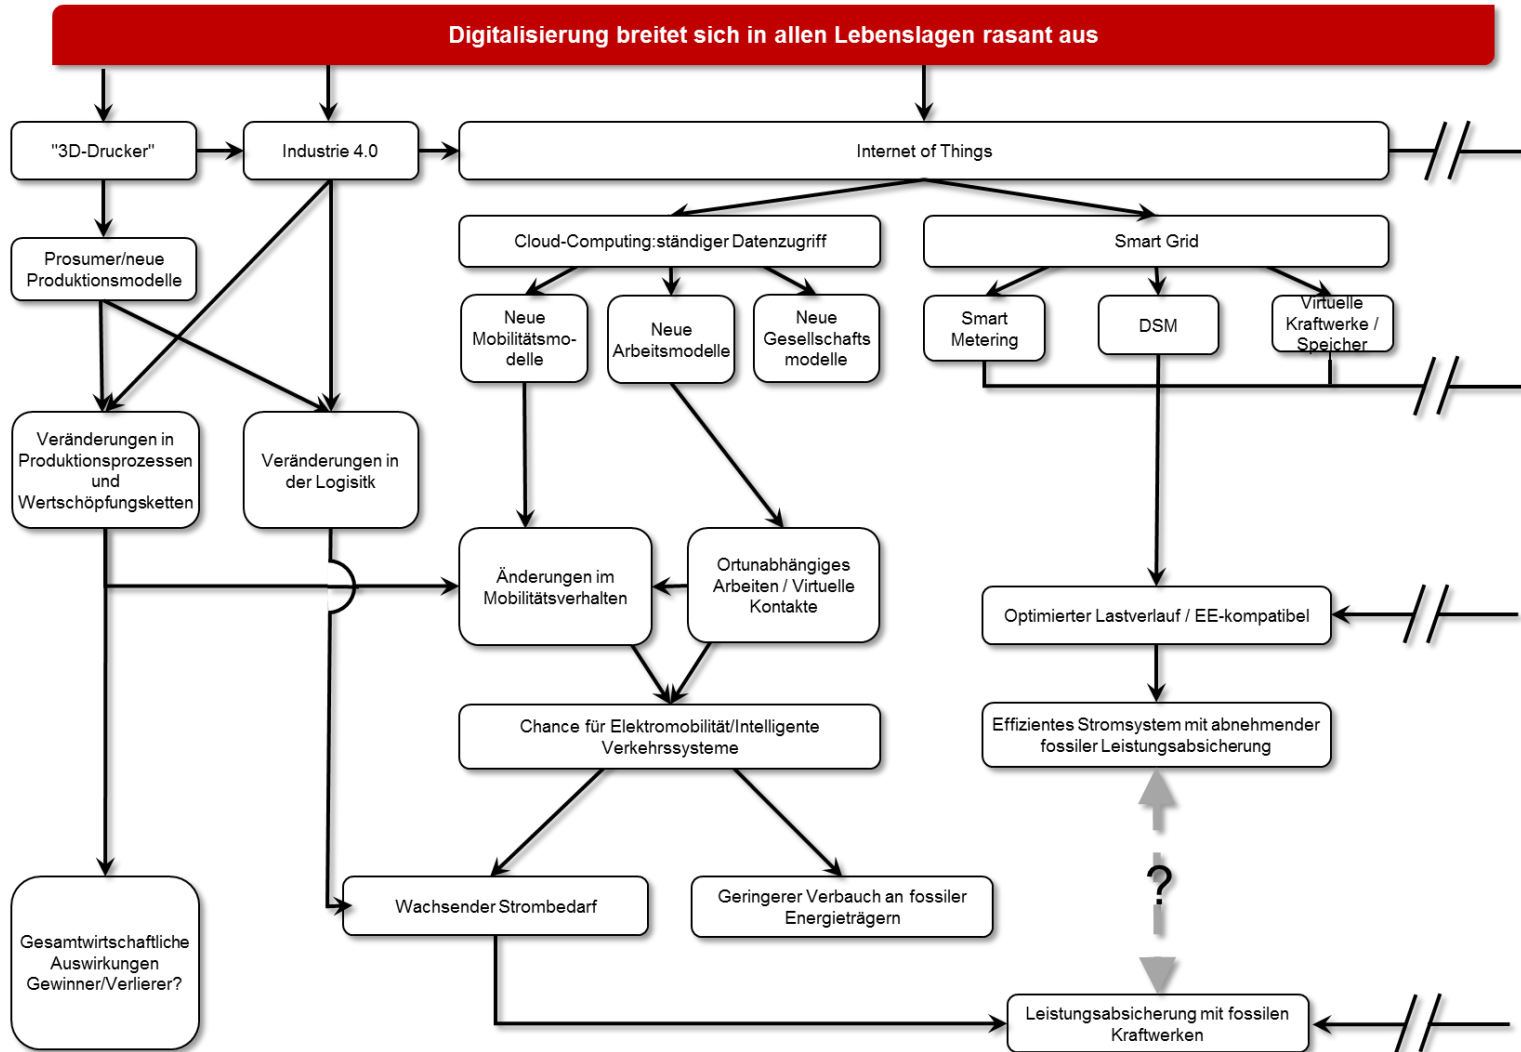 Digitalisierung breitet sich in allen Lebenslagen rasant aus
"3D-Drucker"
Industrie 4.0
Internet of Things
Prosumer/neue
Produktionsmodelle
Cloud-Computing:ständiger Datenzugriff
Smart Grid
Neue
Mobilitätsmo-
delle
Neue
Arbeitsmodelle
Neue
Gesellschafts
modelle
Smart
Metering
DSM
Virtuelle
Kraftwerke /
Speicher
Veränderungen in
Produktionsprozessen
und
Wertschöpfungsketten
Veränderungen in
der Logisitk
Änderungen im
Mobilitätsverhalten
Ortunabhängiges
Arbeiten / Virtuelle
Kontakte
Optimierter Lastverlauf / EE-kompatibel
Chance für Elektromobilität/Intelligente
Verkehrssysteme
Effizientes Stromsystem mit abnehmender
fossiler Leistungsabsicherung
?
Wachsender Strombedarf
Geringerer Verbauch an fossiler
Energieträgern
Gesamtwirtschaftliche
Auswirkungen
Gewinner/Verlierer?
Leistungsabsicherung mit fossilen
Kraftwerken